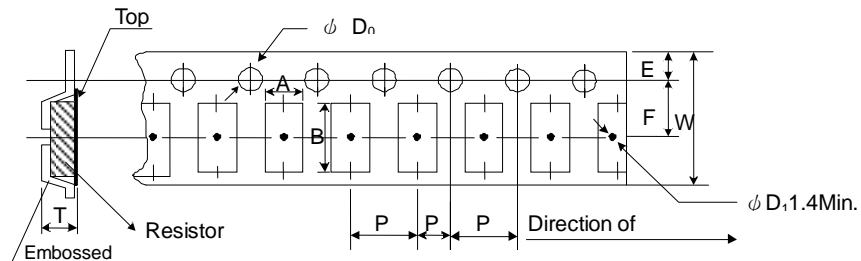 Top
ϕ D₀
A
E
F
W
B
ϕ D₁1.4Min.
T
P
P
P
Direction of
Resistor
Embossed